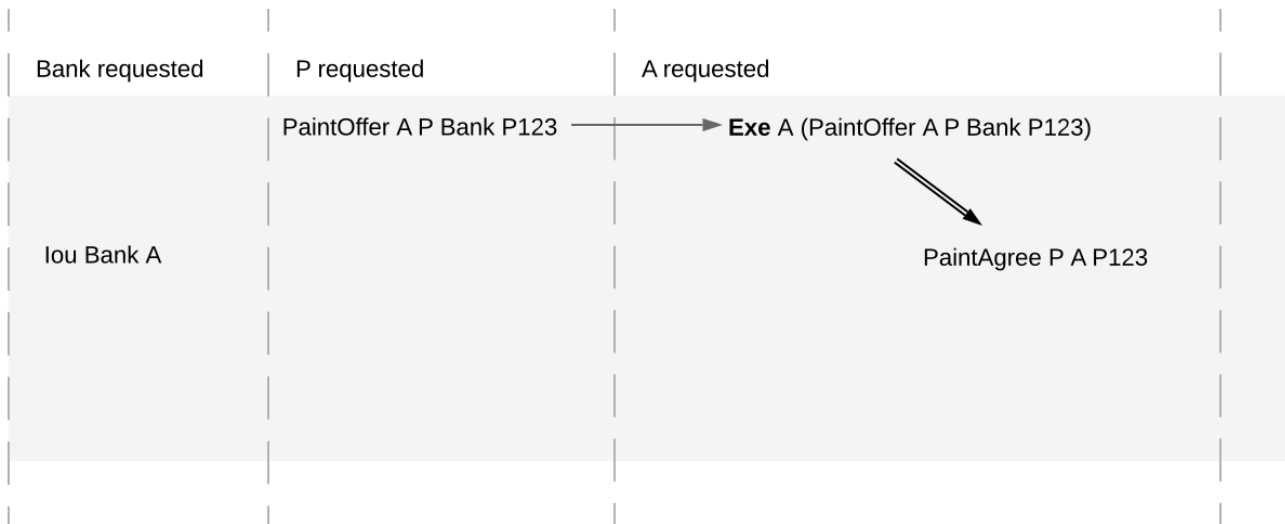 Bank requested
P requested
A requested
PaintOffer A P Bank P123
Exe A (PaintOffer A P Bank P123)
Iou Bank A
PaintAgree P A P123